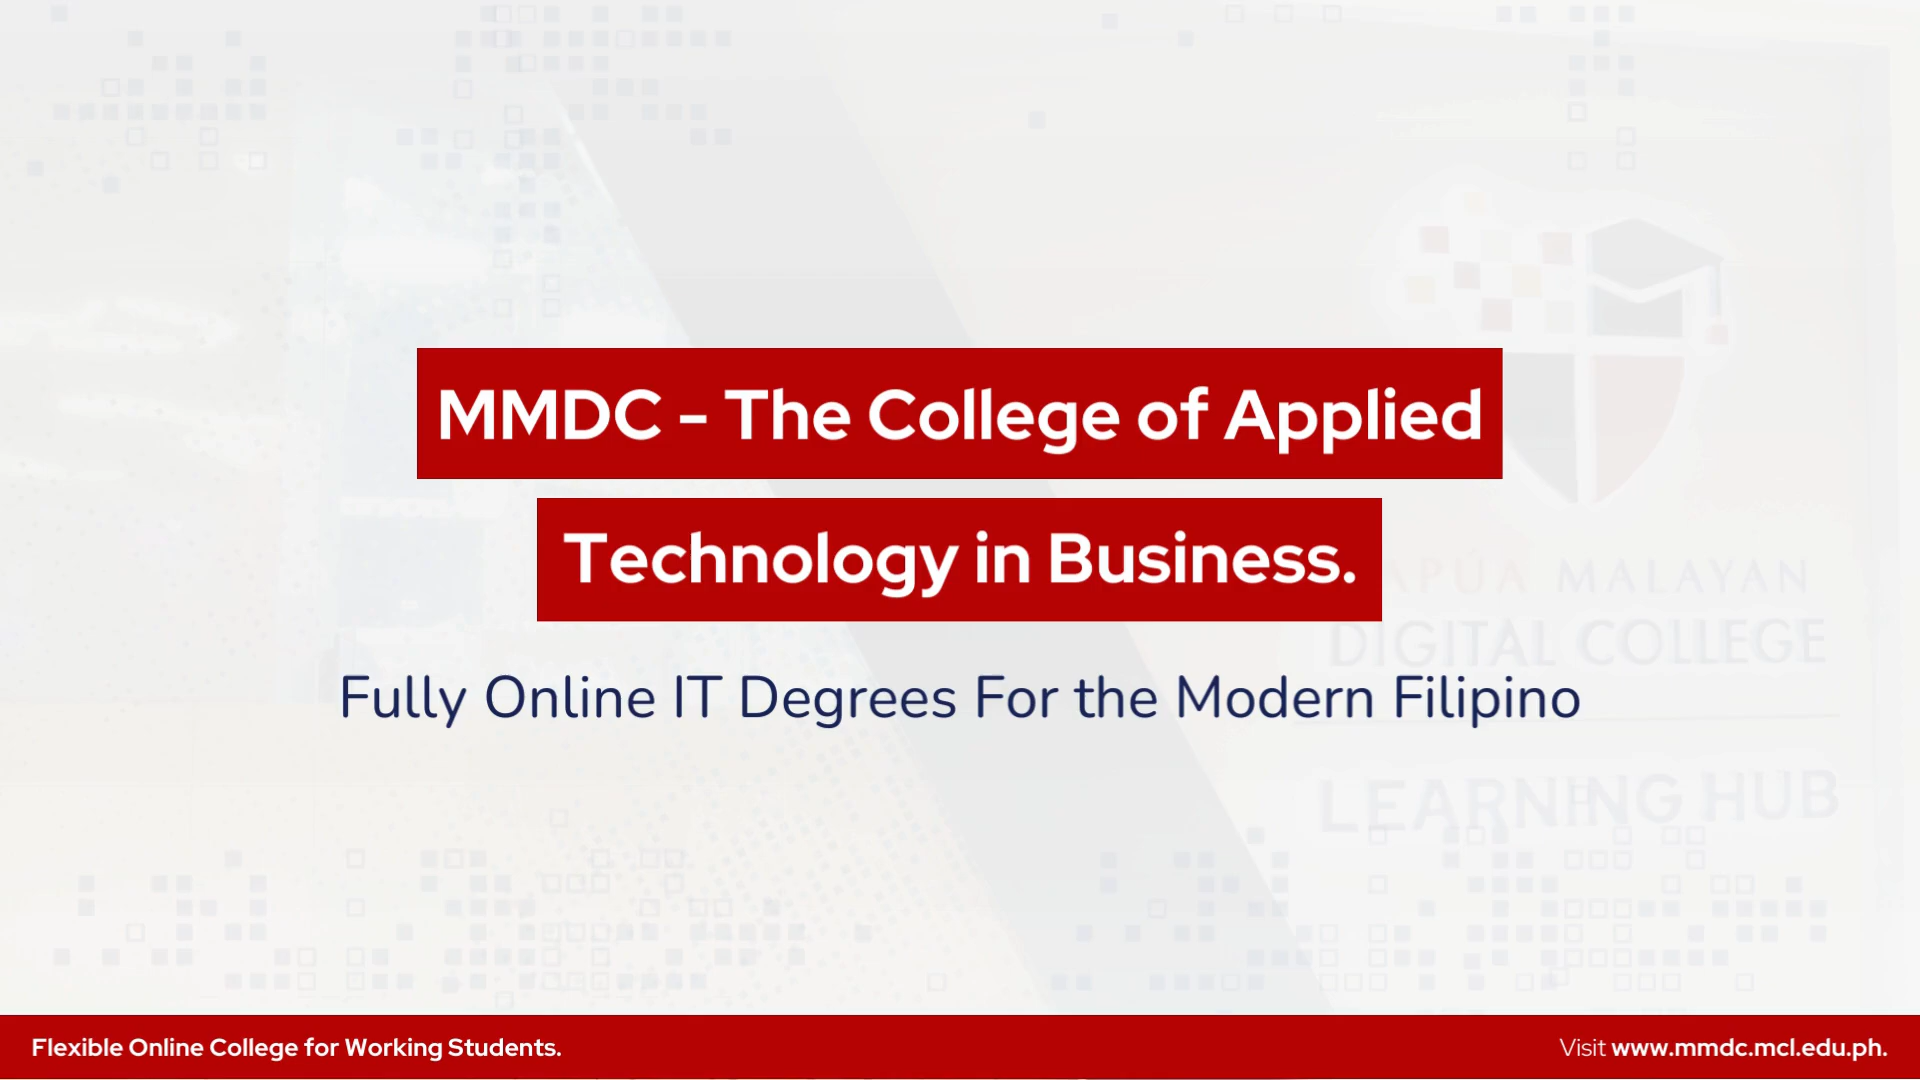 MMDC - The College of Applied
Technology in Business.
APÚA MALAYAN
DIGITAL COLLEGE
Fully Online IT Degrees For the Modern Filipino
LEARNING HUB
Flexible Online College for Working Students.
Visit www.mmdc.mcl.edu.ph.